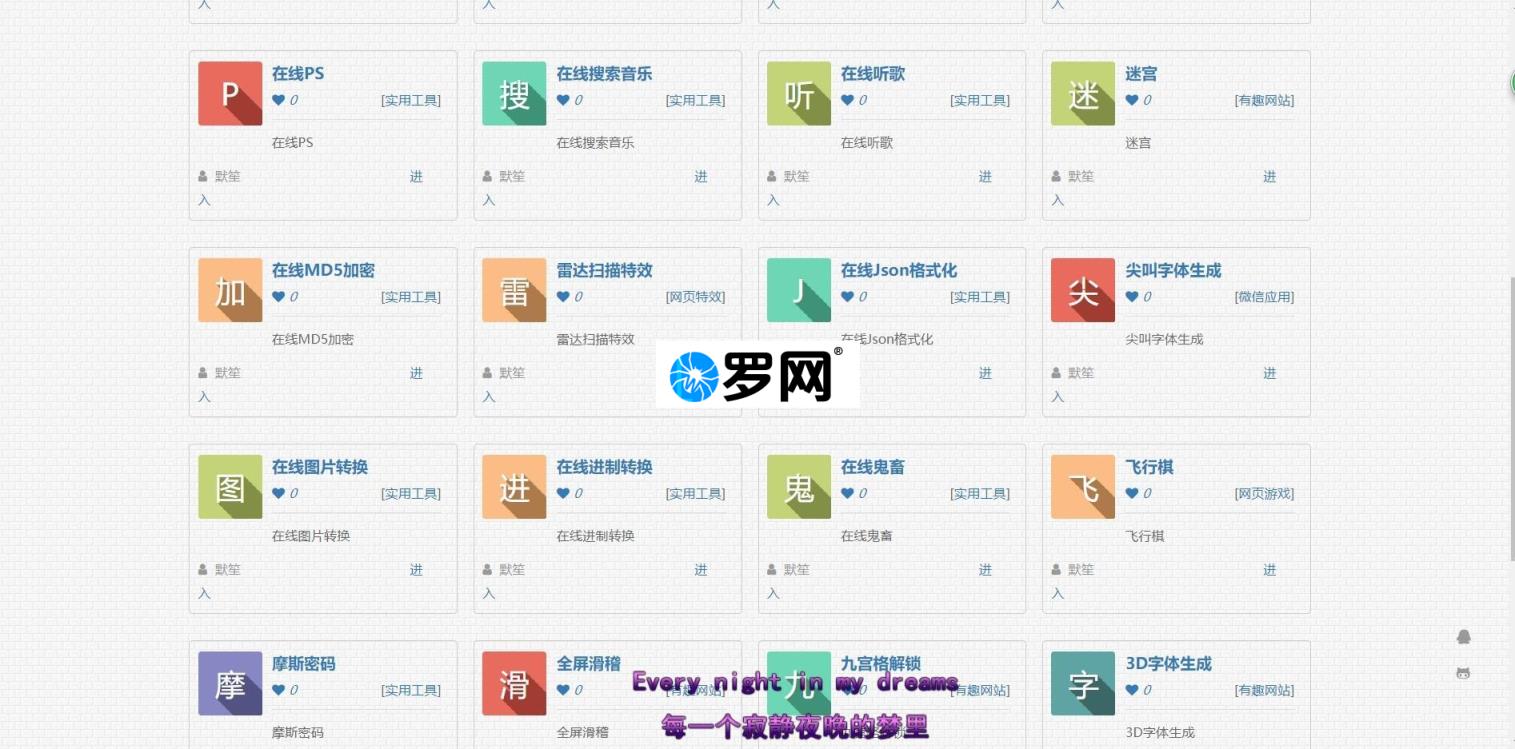 入 入 入 入
P 在线PS
0 [实用工具]
在线PS
默笙 进
入
搜 在线搜索音乐
0 [实用工具]
在线搜索音乐
默笙 进
入
听 在线听歌
0 [实用工具]
在线听歌
默笙 进
入
迷 迷宫
0 [有趣网站]
迷宫
默笙 进
入
加 在线MD5加密
0 [实用工具]
在线MD5加密
默笙 进
入
雷 雷达扫描特效
0 [网页特效]
雷达扫描特效
默笙
入
J 在线Json格式化
0 [实用工具]
在线Json格式化
进
尖 尖叫字体生成
0 [微信应用]
尖叫字体生成
默笙 进
入
罗网®
图 在线图片转换
0 [实用工具]
在线图片转换
默笙 进
入
进 在线进制转换
0 [实用工具]
在线进制转换
默笙 进
入
鬼 在线鬼畜
0 [实用工具]
在线鬼畜
默笙 进
入
飞 飞行棋
0 [网页游戏]
飞行棋
默笙 进
入
摩 摩斯密码
0 [实用工具]
摩斯密码
滑 全屏滑稽
0 [有趣网站]
全屏滑稽
九 九宫格解锁
0 [有趣网站]
字 3D字体生成
0 [有趣网站]
3D字体生成
Every night in my dreams
每一个寂静夜晚的梦里